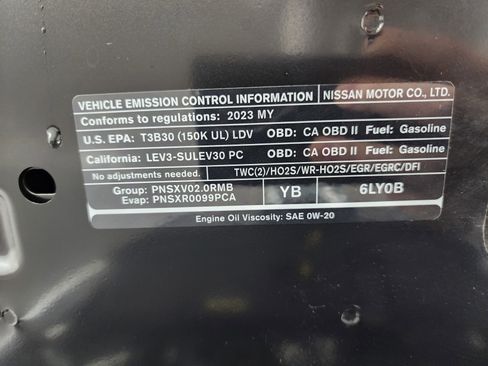 VEHICLE EMISSION CONTROL INFORMATION NISSAN MOTOR CO., LTD.
Conforms to regulations: 2023 MY
U.S. EPA: T3B30 (150K UL) LDV OBD: CA OBD II Fuel: Gasoline
California: LEV3-SULEV30 PC OBD: CA OBD II Fuel: Gasoline
No adjustments needed. TWC(2)/HO2S/WR-HO2S/EGR/EGRC/DFI
Group: PNSXV02.0RMB YB 6LY0B
Evap: PNSXR0099PCA
Engine Oil Viscosity: SAE 0W-20